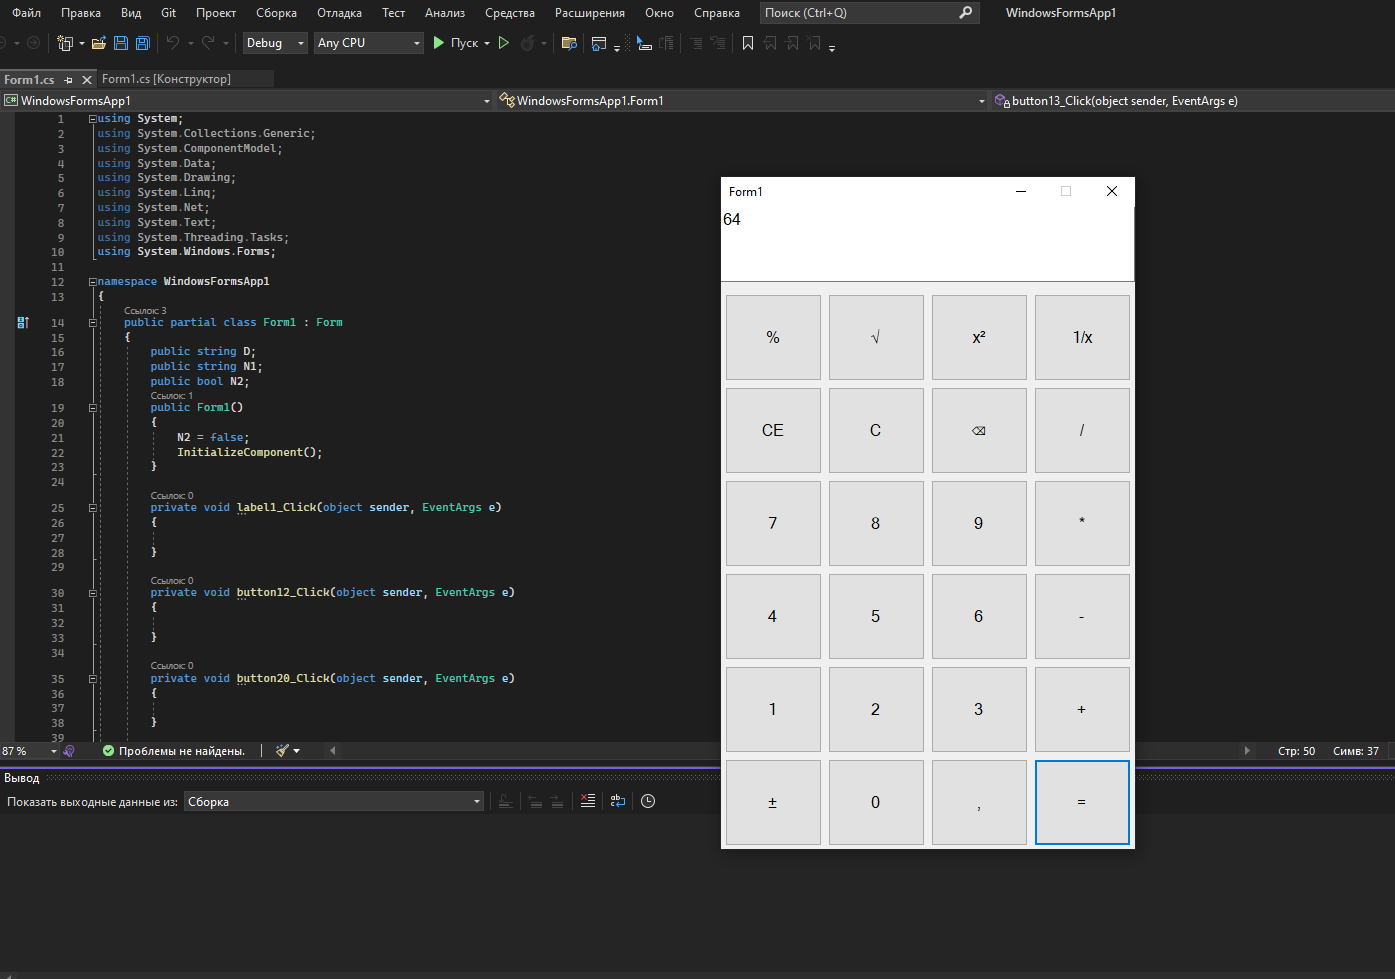 Файл Правка Вид Git Проект Сборка Отладка Тест Анализ Средства Расширения Окно Справка Поиск (Ctrl+Q) WindowsFormsApp1
Debug Any CPU Пуск
Form1.cs Form1.cs [Конструктор]
C# WindowsFormsApp1 WindowsFormsApp1.Form1 button13_Click(object sender, EventArgs e)
1 using System;
2 using System.Collections.Generic;
3 using System.ComponentModel;
4 using System.Data;
5 using System.Drawing;
6 using System.Linq;
7 using System.Net;
8 using System.Text;
9 using System.Threading.Tasks;
10 using System.Windows.Forms;
11
12 namespace WindowsFormsApp1
13 {
Ссылок: 3
14 public partial class Form1 : Form
15 {
16 public string D;
17 public string N1;
18 public bool N2;
Ссылок: 1
19 public Form1()
20 {
21 N2 = false;
22 InitializeComponent();
23 }
24
Ссылок: 0
25 private void label1_Click(object sender, EventArgs e)
26 {
27
28 }
29
Ссылок: 0
30 private void button12_Click(object sender, EventArgs e)
31 {
32
33 }
34
Ссылок: 0
35 private void button20_Click(object sender, EventArgs e)
36 {
37
38 }
39
87 % Проблемы не найдены. Стр: 50 Симв: 37
Вывод
Показать выходные данные из: Сборка
Form1
64
% √ x² 1/x
CE C ⌫ /
7 8 9 *
4 5 6 -
1 2 3 +
± 0 , =